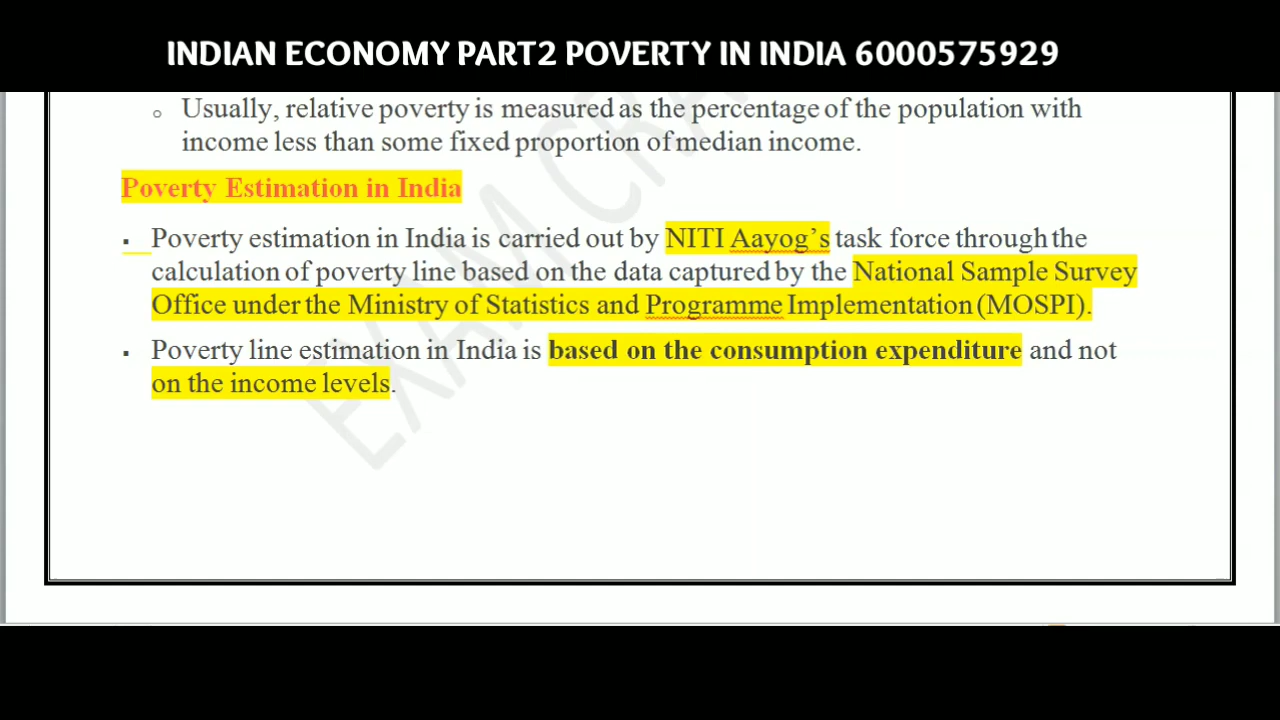 INDIAN ECONOMY PART2 POVERTY IN INDIA 6000575929
Usually, relative poverty is measured as the percentage of the population with
income less than some fixed proportion of median income.
Poverty Estimation in India
Poverty estimation in India is carried out by NITI Aayog’s task force through the
calculation of poverty line based on the data captured by the National Sample Survey
Office under the Ministry of Statistics and Programme Implementation (MOSPI).
Poverty line estimation in India is based on the consumption expenditure and not
on the income levels.
EXAM CRA